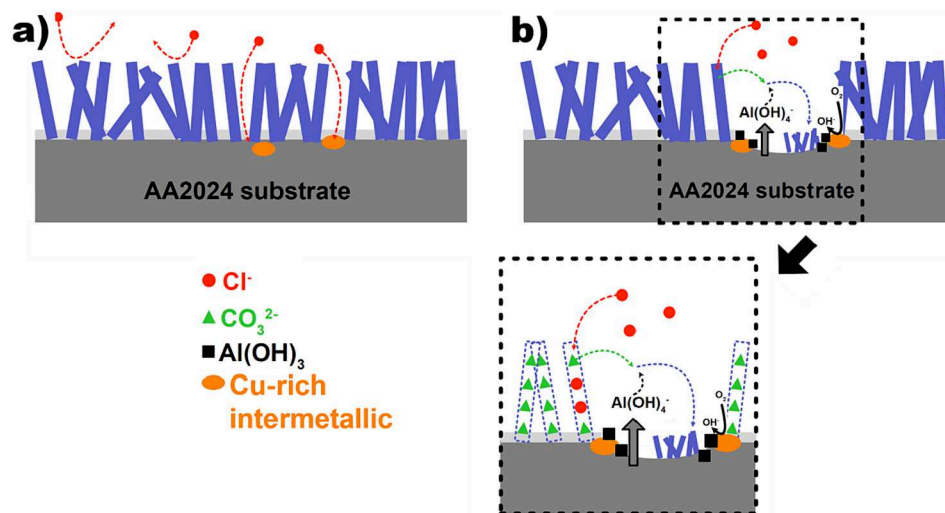 a)
AA2024 substrate
b)
Al(OH)₄⁻
OH⁻
O₂
AA2024 substrate
Cl⁻
CO₃²⁻
Al(OH)₃
Cu-rich
intermetallic
Al(OH)₄⁻
OH⁻
O₂